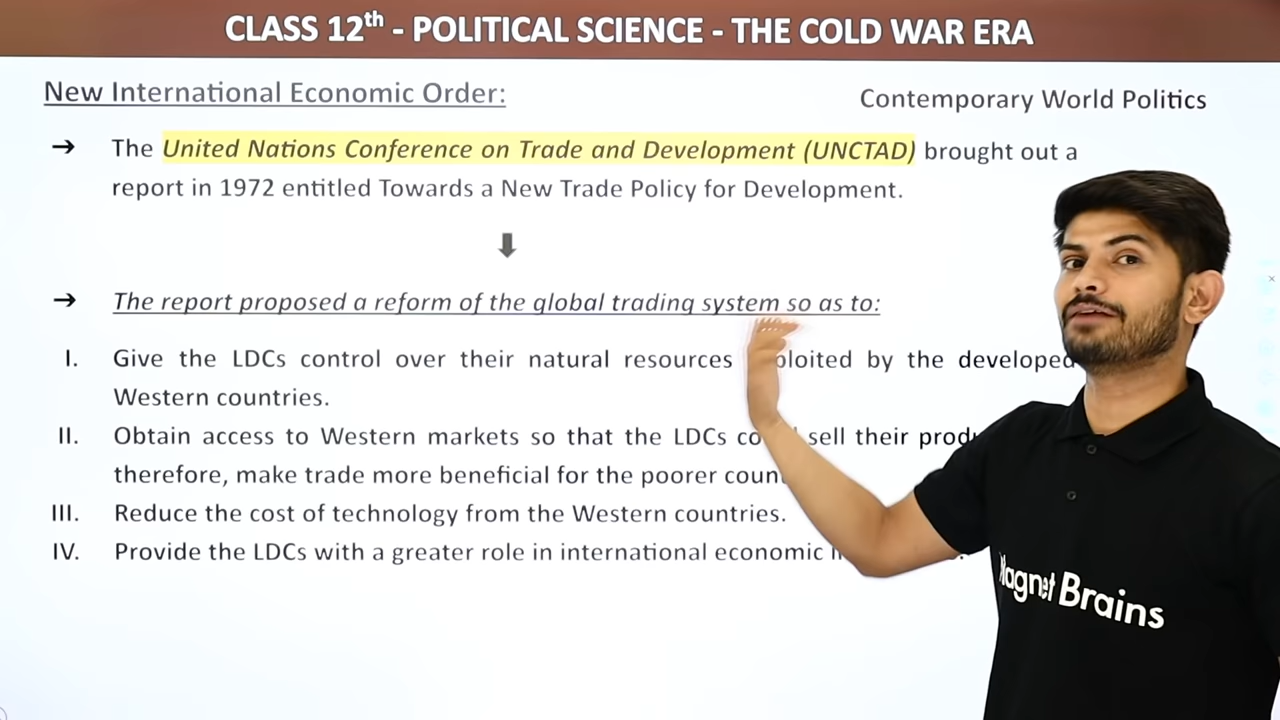 CLASS 12th - POLITICAL SCIENCE - THE COLD WAR ERA
New International Economic Order:
Contemporary World Politics
→ The United Nations Conference on Trade and Development (UNCTAD) brought out a
report in 1972 entitled Towards a New Trade Policy for Development.
→ The report proposed a reform of the global trading system so as to:
I. Give the LDCs control over their natural resources by the developed
Western countries.
II. Obtain access to Western markets so that the LDCs sell their
therefore, make trade more beneficial for the poorer
III. Reduce the cost of technology from the Western countries.
IV. Provide the LDCs with a greater role in international economic
Magnet Brains